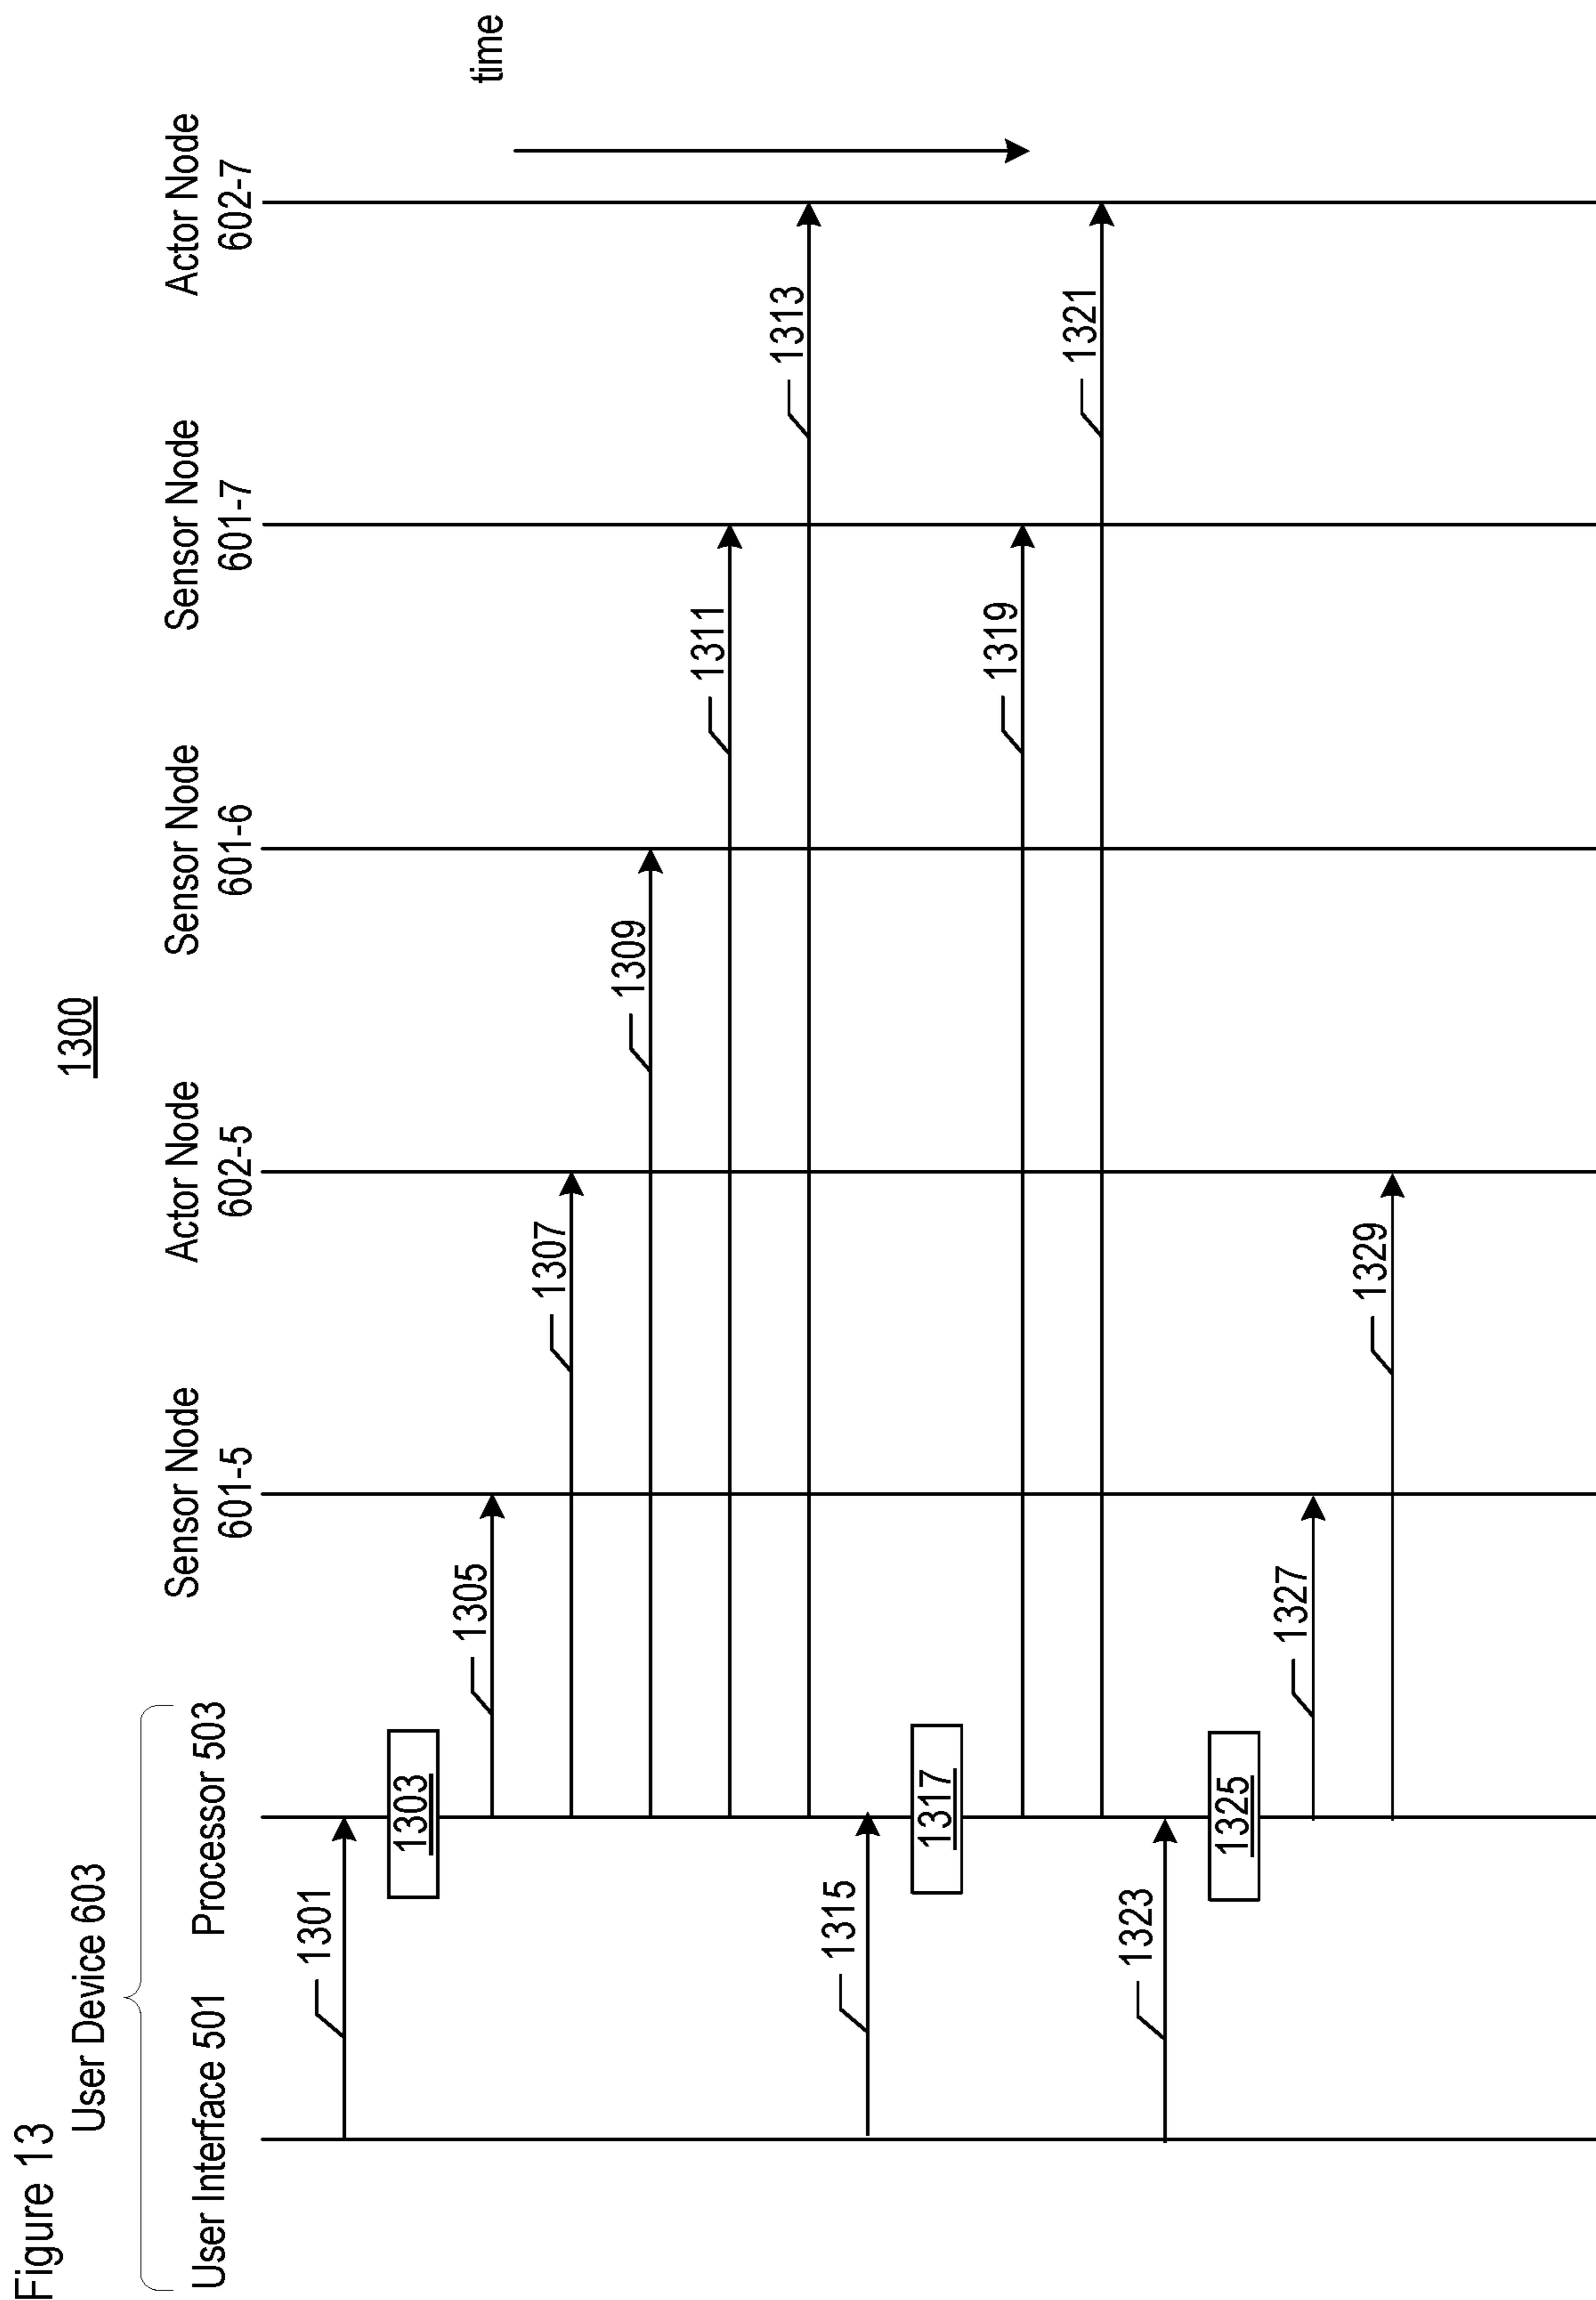 Figure 13
1300
User Device 603
User Interface 501
Processor 503
Sensor Node
601-5
Actor Node
602-5
Sensor Node
601-6
Sensor Node
601-7
Actor Node
602-7
time
1301
1303
1305
1307
1309
1311
1313
1315
1317
1319
1321
1323
1325
1327
1329